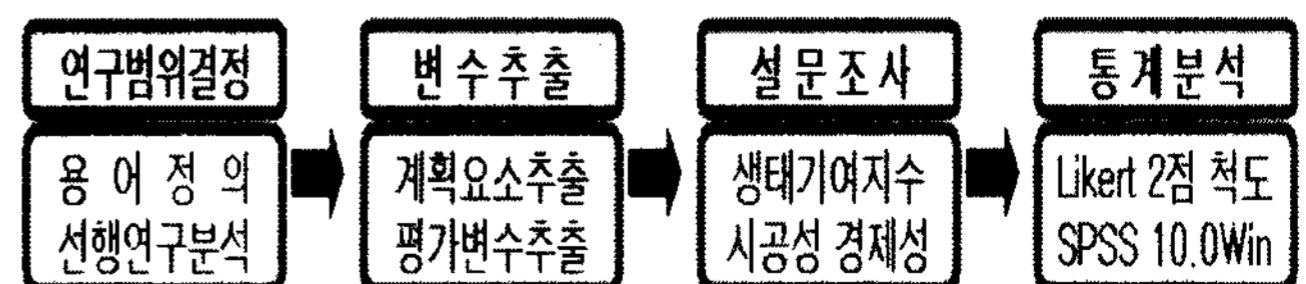 연구범위결정
용어정의
선행연구분석
변수추출
계획요소추출
평가변수추출
설문조사
생태기여지수
시공성 경제성
통계분석
Likert 2점 척도
SPSS 10.0Win